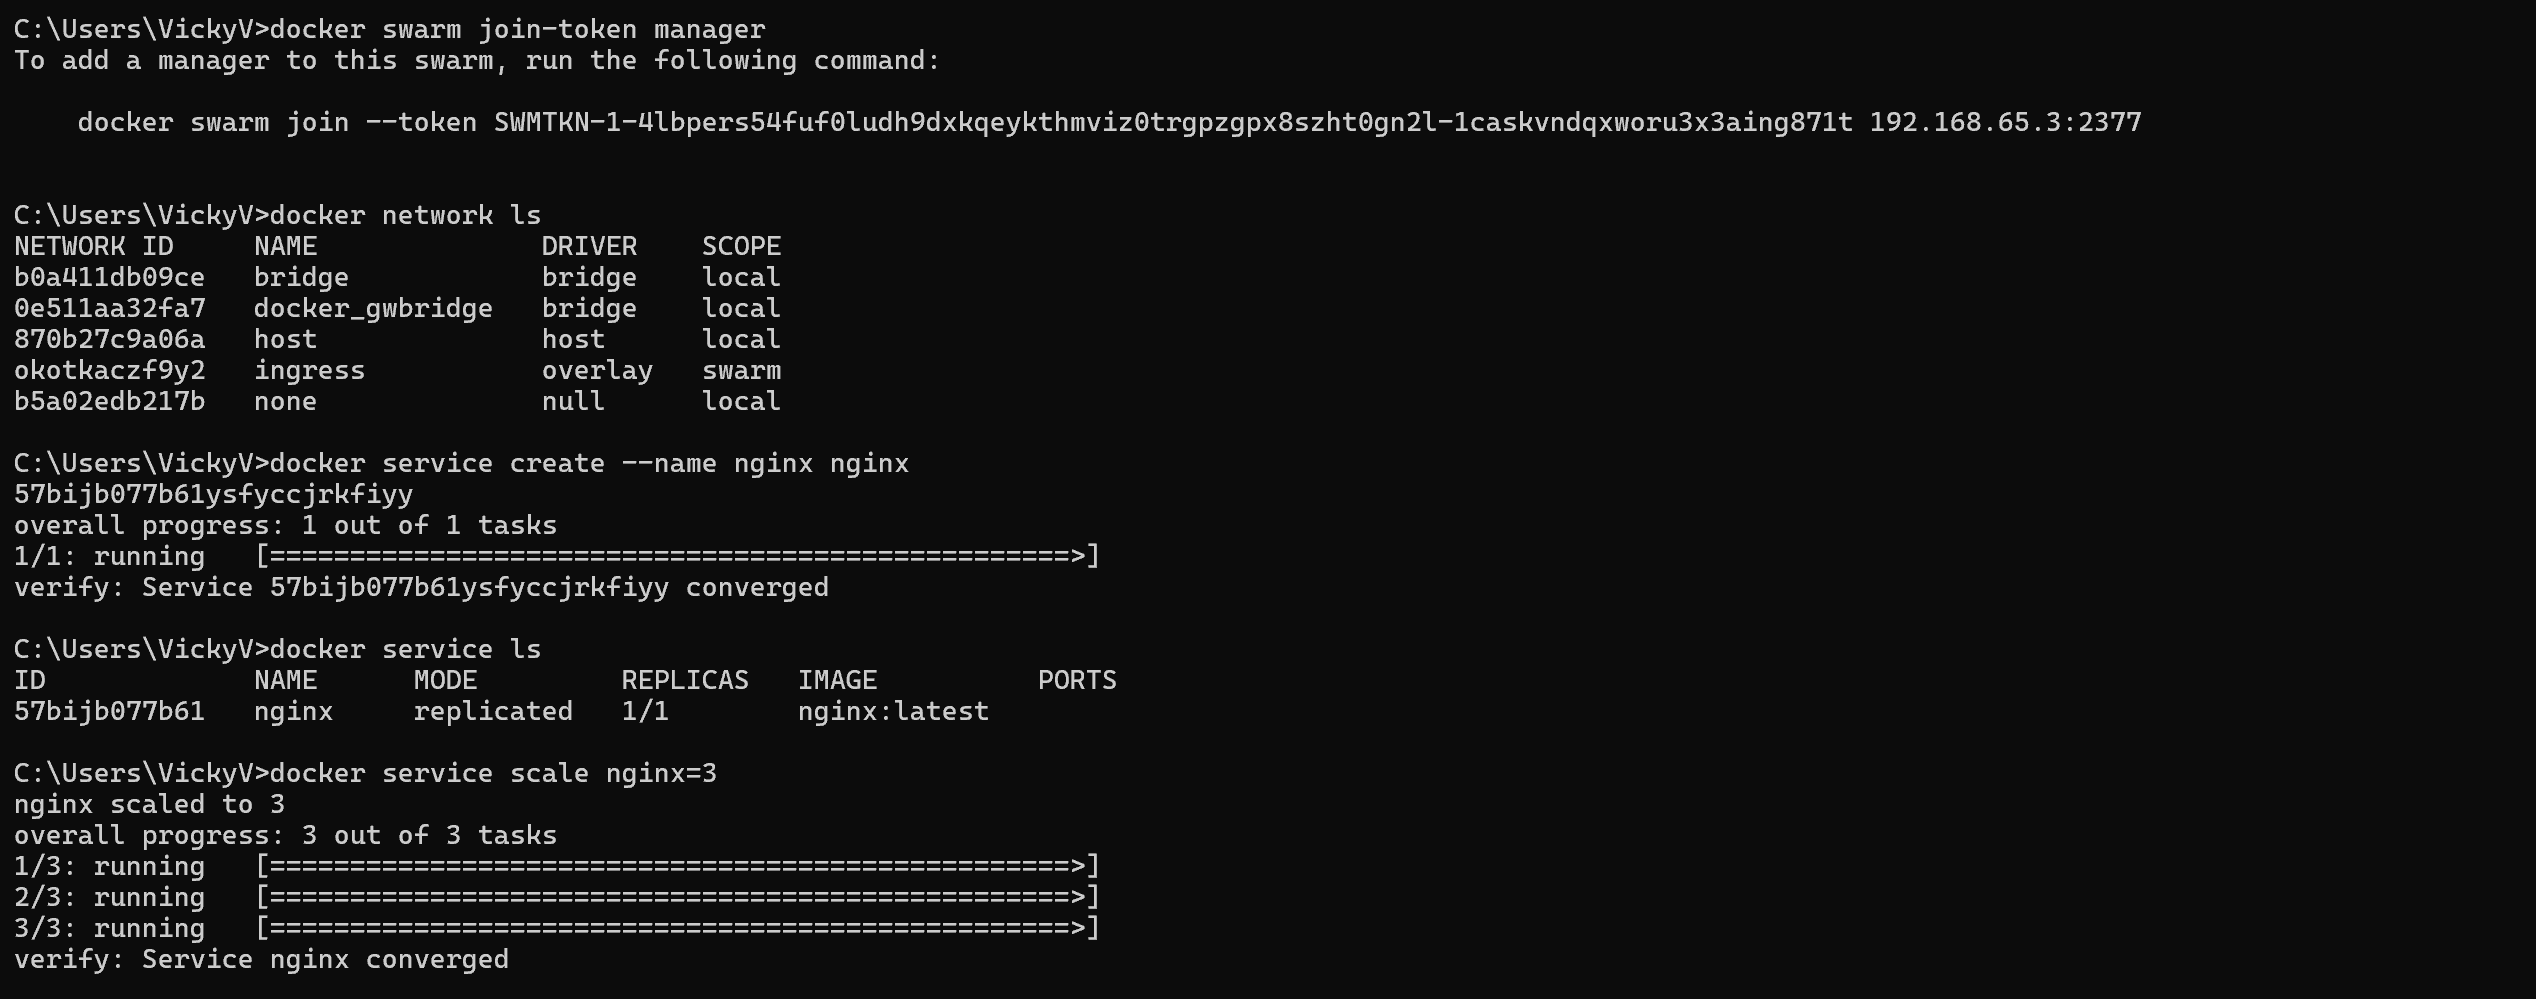 C:\Users\VickyV>docker swarm join-token manager
To add a manager to this swarm, run the following command:
    docker swarm join --token SWMTKN-1-4lbpers54fuf0ludh9dxkqeykthmviz0trgpzgpx8szht0gn2l-1caskvndqxworu3x3aing871t 192.168.65.3:2377
C:\Users\VickyV>docker network ls
NETWORK ID     NAME              DRIVER    SCOPE
b0a411db09ce   bridge            bridge    local
0e511aa32fa7   docker_gwbridge   bridge    local
870b27c9a06a   host              host      local
okotkaczf9y2   ingress           overlay   swarm
b5a02edb217b   none              null      local
C:\Users\VickyV>docker service create --name nginx nginx
57bijb077b61ysfyccjrkfiyy
overall progress: 1 out of 1 tasks
1/1: running   [==================================================>]
verify: Service 57bijb077b61ysfyccjrkfiyy converged
C:\Users\VickyV>docker service ls
ID             NAME      MODE         REPLICAS   IMAGE          PORTS
57bijb077b61   nginx     replicated   1/1        nginx:latest
C:\Users\VickyV>docker service scale nginx=3
nginx scaled to 3
overall progress: 3 out of 3 tasks
1/3: running   [==================================================>]
2/3: running   [==================================================>]
3/3: running   [==================================================>]
verify: Service nginx converged